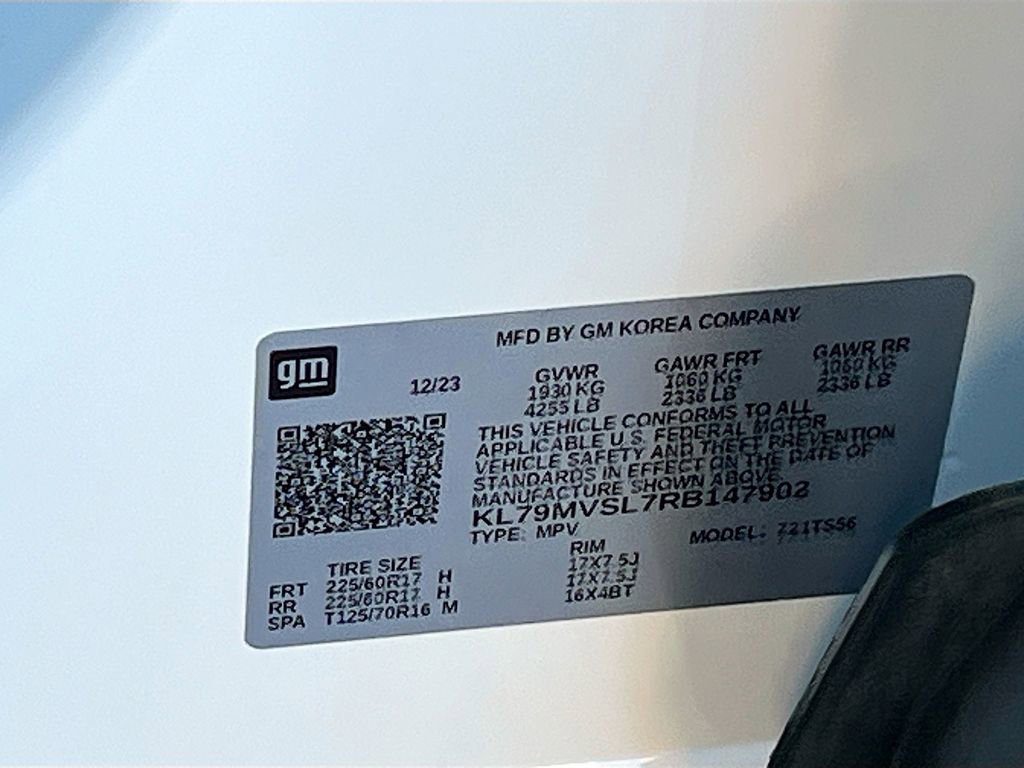 gm
12/23
MFD BY GM KOREA COMPANY
GVWR GAWR FRT GAWR RR
1930 KG 1060 KG 1060 KG
4255 LB 2336 LB 2336 LB
THIS VEHICLE CONFORMS TO ALL
APPLICABLE U.S. FEDERAL MOTOR
VEHICLE SAFETY AND THEFT PREVENTION
STANDARDS IN EFFECT ON THE DATE OF
MANUFACTURE SHOWN ABOVE.
KL79MVSL7RB147902
TYPE: MPV MODEL: 721TS56
TIRE SIZE RIM
FRT 225/60R17 H 17X7.5J
RR 225/60R17 H 17X7.5J
SPA T125/70R16 M 16X4BT